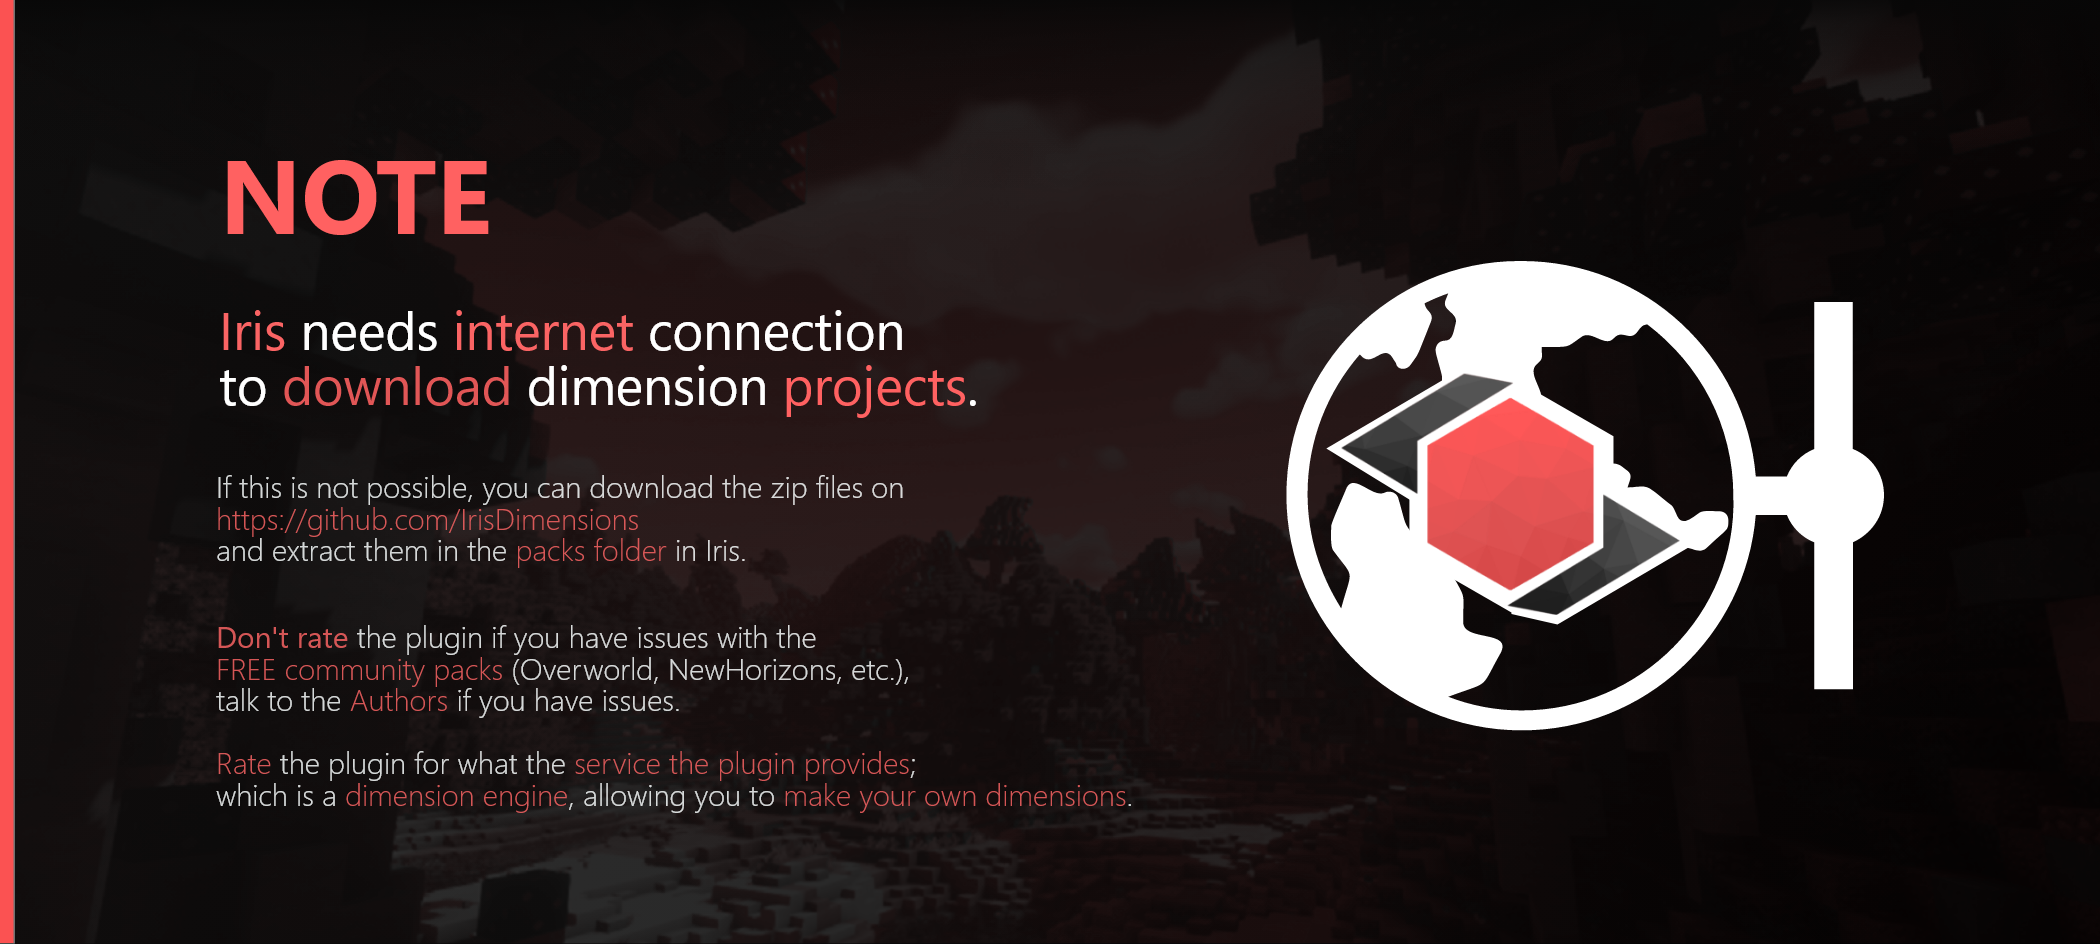 NOTE
Iris needs internet connection
to download dimension projects.
If this is not possible, you can download the zip files on
https://github.com/IrisDimensions
and extract them in the packs folder in Iris.
Don't rate the plugin if you have issues with the
FREE community packs (Overworld, NewHorizons, etc.),
talk to the Authors if you have issues.
Rate the plugin for what the service the plugin provides;
which is a dimension engine, allowing you to make your own dimensions.